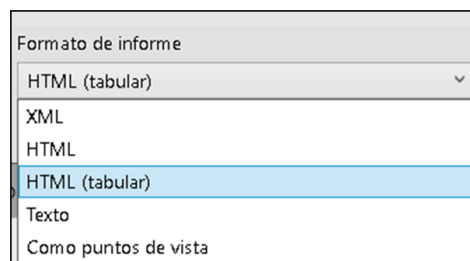 Formato de informe
HTML (tabular)
XML
HTML
HTML (tabular)
Texto
Como puntos de vista